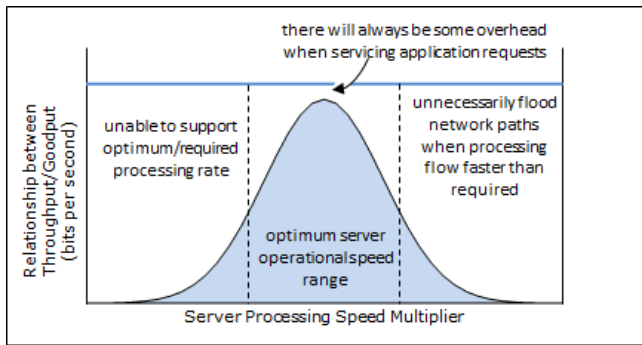 there will always be some overhead
when servicing application requests
unable to support
optimum/required
processing rate
unnecessarily flood
network paths
when processing
flow faster than
required
optimum server
operational speed
range
Relationship between
Throughput/Goodput
(bits per second)
Server Processing Speed Multiplier